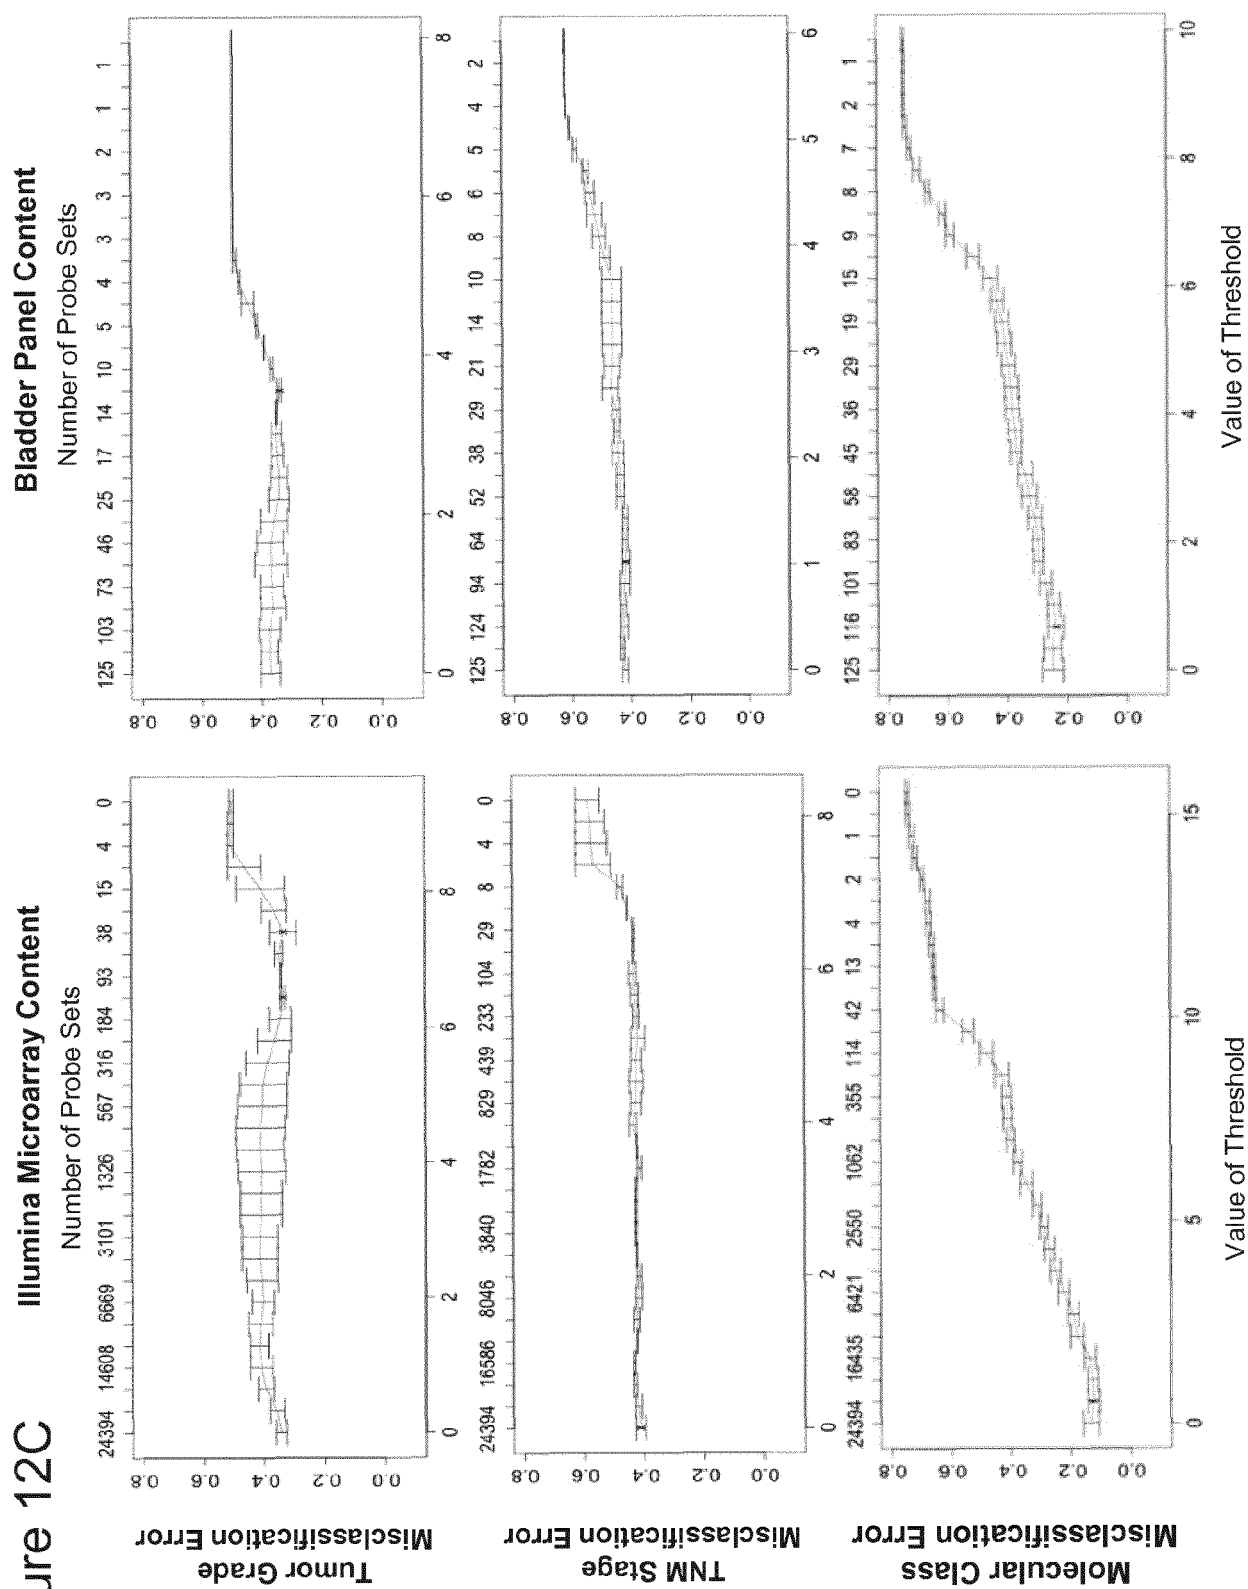 ure 12C
Illumina Microarray Content
Bladder Panel Content
Number of Probe Sets
Number of Probe Sets
Tumor Grade
Misclassification Error
24394 14608 6669 3101 1326 567 316 184 93 38 15 4 0
0.8
0.6
0.4
0.2
0.0
0 2 4 6 8
125 103 73 46 25 17 14 10 5 4 3 3 2 1 1
0.8
0.6
0.4
0.2
0.0
0 2 4 6 8
TNM Stage
Misclassification Error
24394 16586 8046 3840 1782 829 439 233 104 29 8 4 0
0.8
0.6
0.4
0.2
0.0
0 2 4 6 8
125 124 94 64 52 38 29 21 14 10 8 6 5 4 2
0.8
0.6
0.4
0.2
0.0
0 1 2 3 4 5 6
Molecular Class
Misclassification Error
24394 16435 6421 2550 1062 355 114 42 13 4 2 1 0
0.8
0.6
0.4
0.2
0.0
0 5 10 15
125 116 101 83 58 45 36 29 19 15 9 8 7 2 1
0.8
0.6
0.4
0.2
0.0
0 2 4 6 8 10
Value of Threshold
Value of Threshold